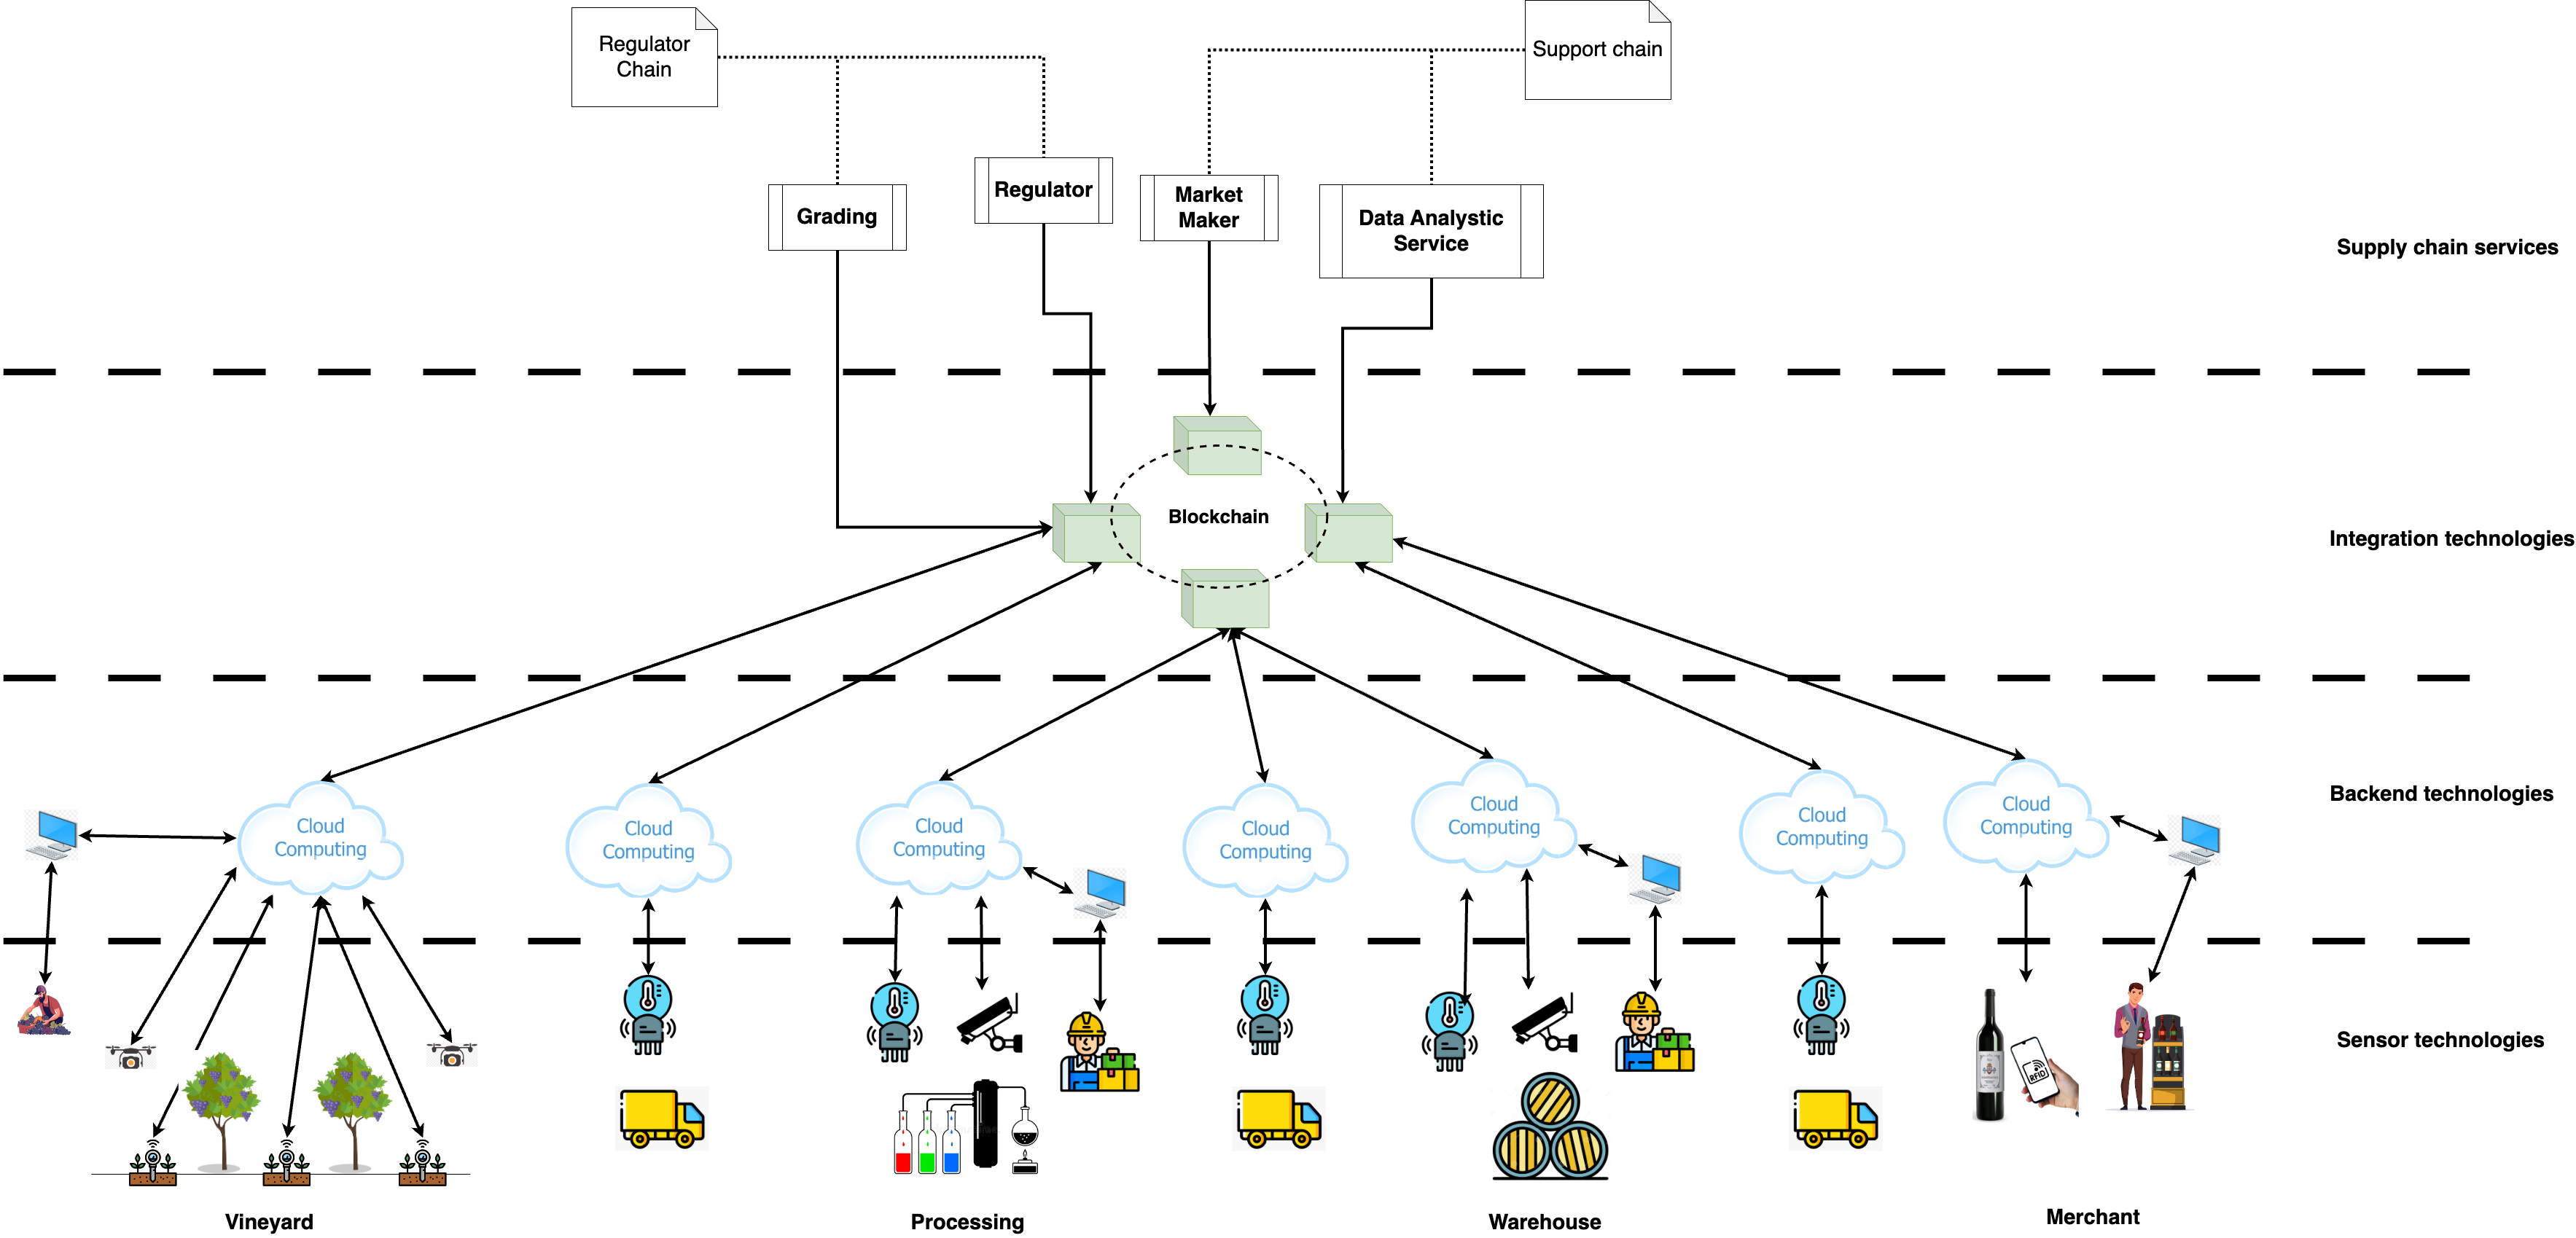 Regulator
Chain
Support chain
Grading
Regulator
Market
Maker
Data Analystic
Service
Supply chain services
Blockchain
Integration technologies
Cloud
Computing
Cloud
Computing
Cloud
Computing
Cloud
Computing
Cloud
Computing
Cloud
Computing
Cloud
Computing
Backend technologies
Sensor technologies
RFID
Vineyard
Processing
Warehouse
Merchant